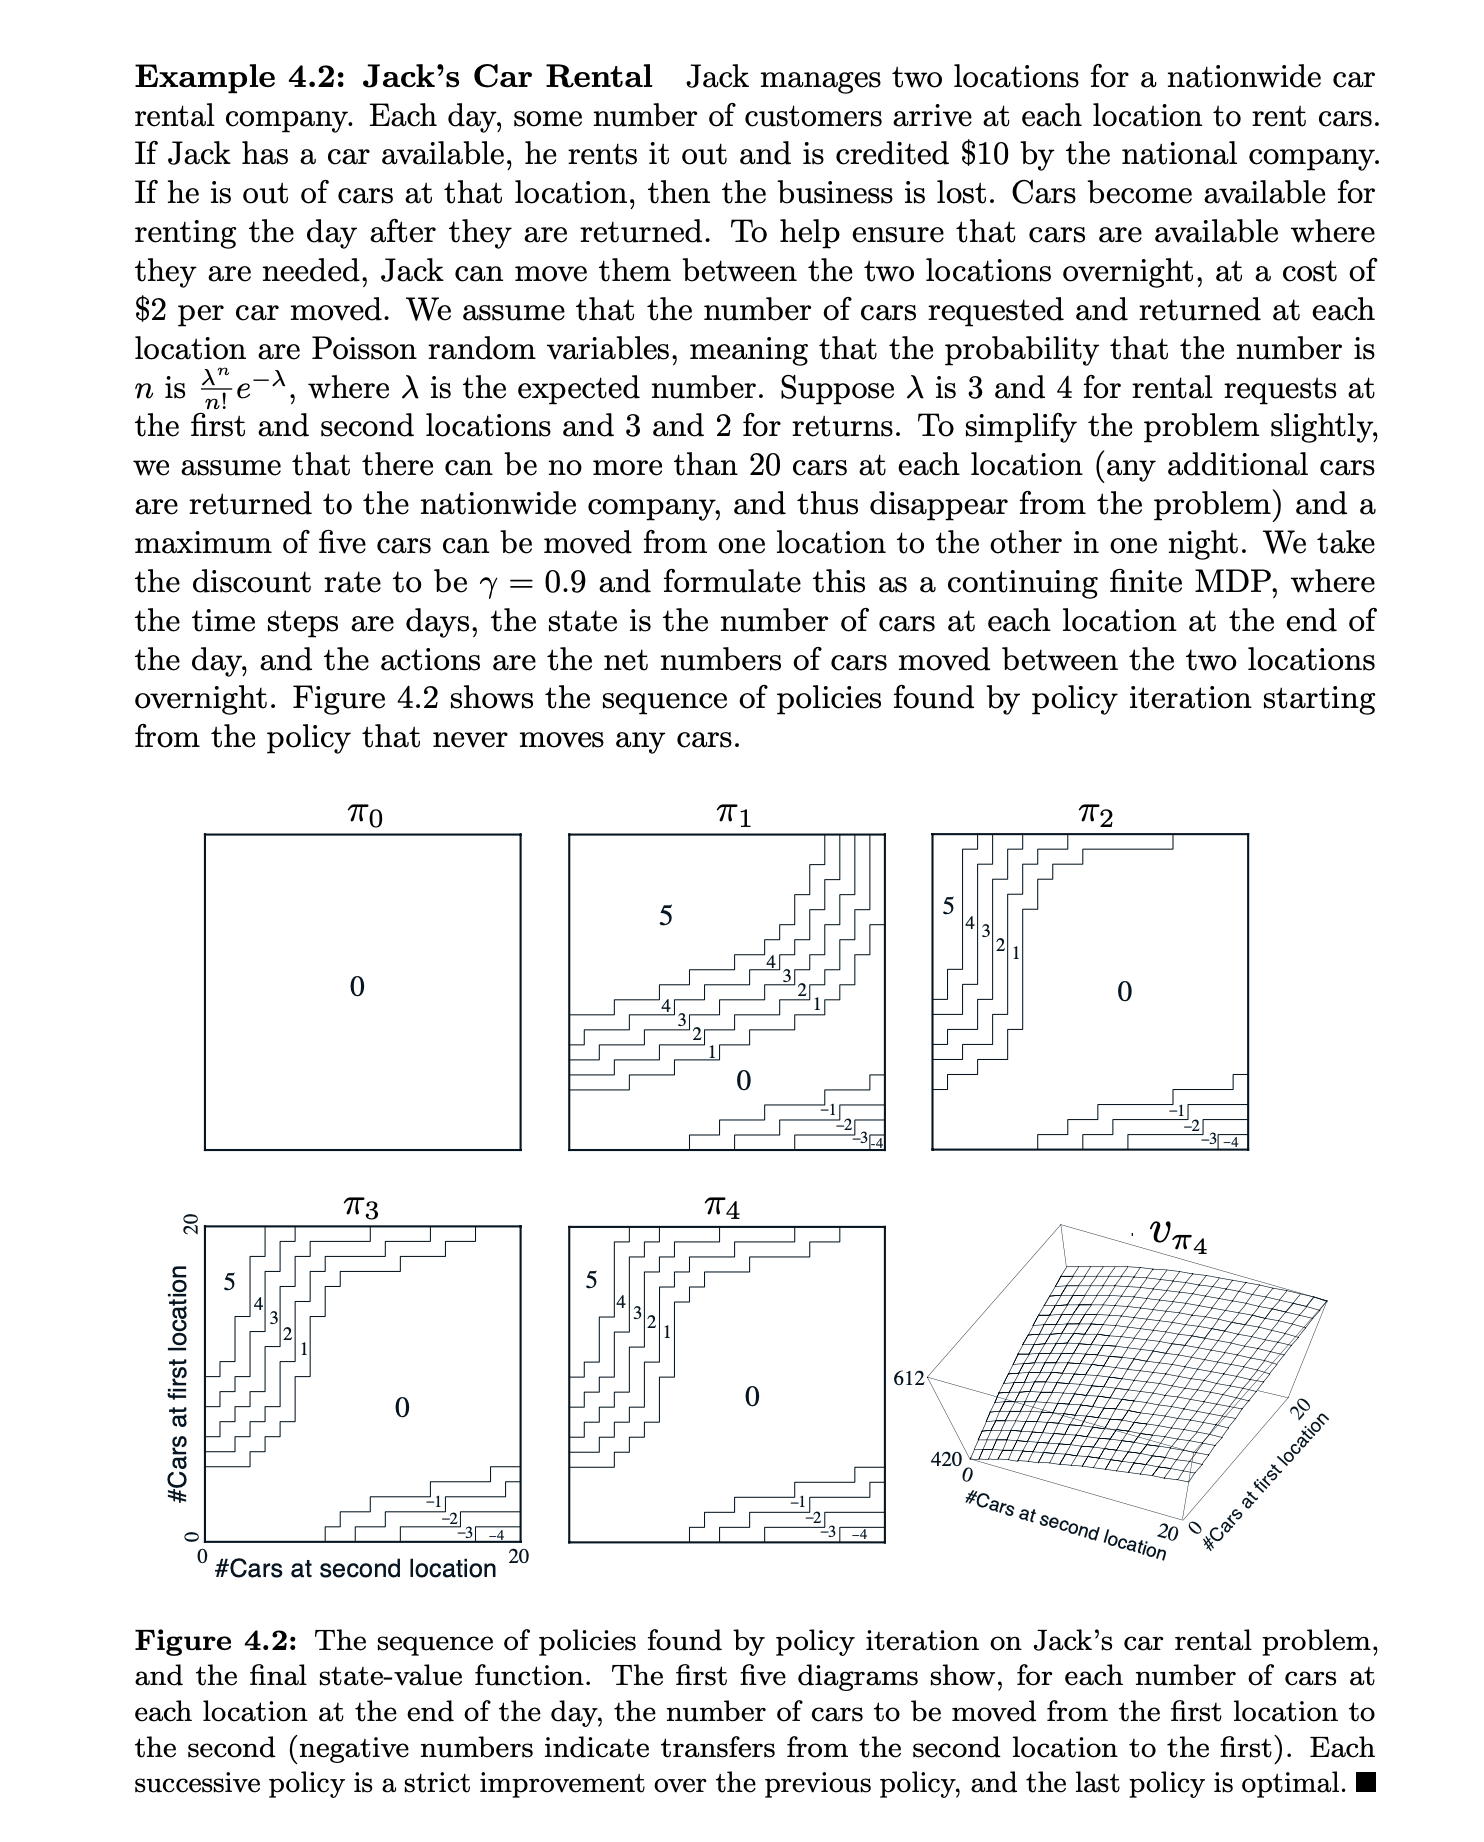 Example 4.2: Jack's Car Rental Jack manages two locations for a nationwide car
rental company. Each day, some number of customers arrive at each location to rent cars.
If Jack has a car available, he rents it out and is credited $10 by the national company.
If he is out of cars at that location, then the business is lost. Cars become available for
renting the day after they are returned. To help ensure that cars are available where
they are needed, Jack can move them between the two locations overnight, at a cost of
$2 per car moved. We assume that the number of cars requested and returned at each
location are Poisson random variables, meaning that the probability that the number is
n is λⁿ/n! e^−λ, where λ is the expected number. Suppose λ is 3 and 4 for rental requests at
the first and second locations and 3 and 2 for returns. To simplify the problem slightly,
we assume that there can be no more than 20 cars at each location (any additional cars
are returned to the nationwide company, and thus disappear from the problem) and a
maximum of five cars can be moved from one location to the other in one night. We take
the discount rate to be γ = 0.9 and formulate this as a continuing finite MDP, where
the time steps are days, the state is the number of cars at each location at the end of
the day, and the actions are the net numbers of cars moved between the two locations
overnight. Figure 4.2 shows the sequence of policies found by policy iteration starting
from the policy that never moves any cars.
π0
0
π1
5
4
3
2
1
4
3
2
1
0
−1
−2
−3
−4
π2
5
4
3
2
1
0
−1
−2
−3
−4
π3
20
#Cars at first location
0
5
4
3
2
1
0
−1
−2
−3
−4
0
20
#Cars at second location
π4
5
4
3
2
1
0
−1
−2
−3
−4
vπ4
612
420
0
#Cars at second location
20
0
#Cars at first location
20
Figure 4.2: The sequence of policies found by policy iteration on Jack's car rental problem,
and the final state-value function. The first five diagrams show, for each number of cars at
each location at the end of the day, the number of cars to be moved from the first location to
the second (negative numbers indicate transfers from the second location to the first). Each
successive policy is a strict improvement over the previous policy, and the last policy is optimal. ■